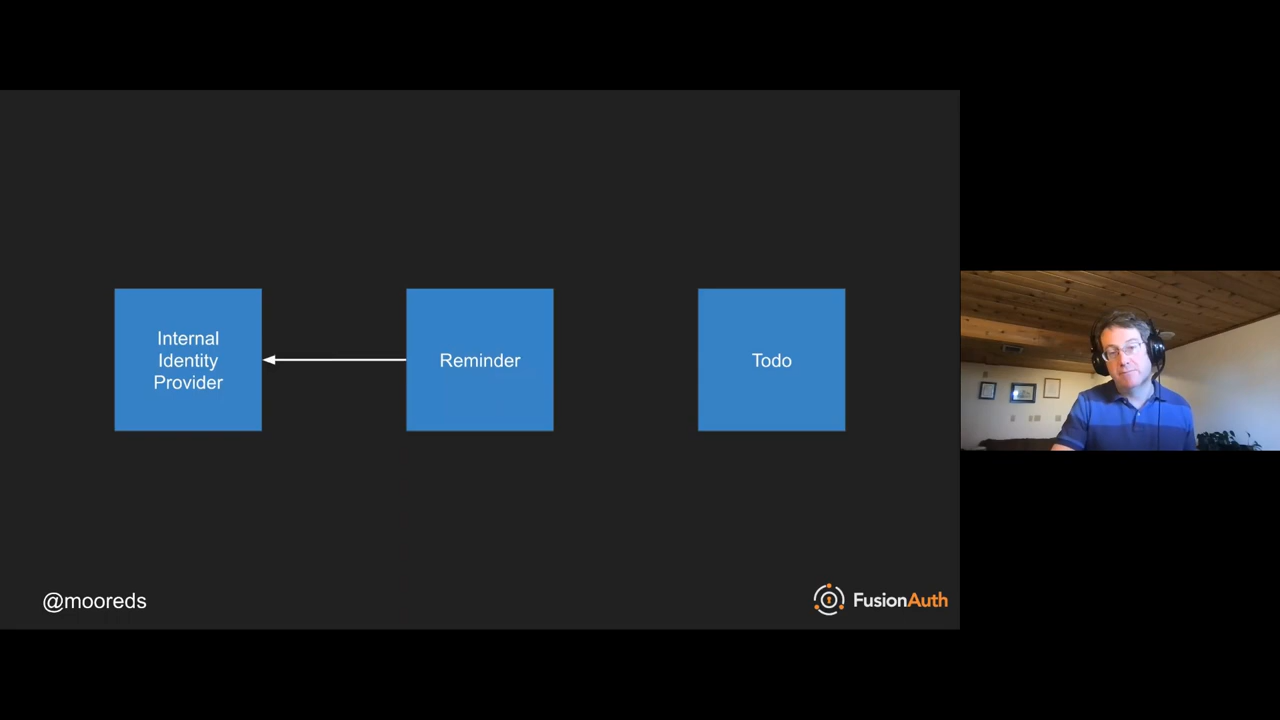 Internal
Identity
Provider
Reminder
Todo
@mooreds
FusionAuth